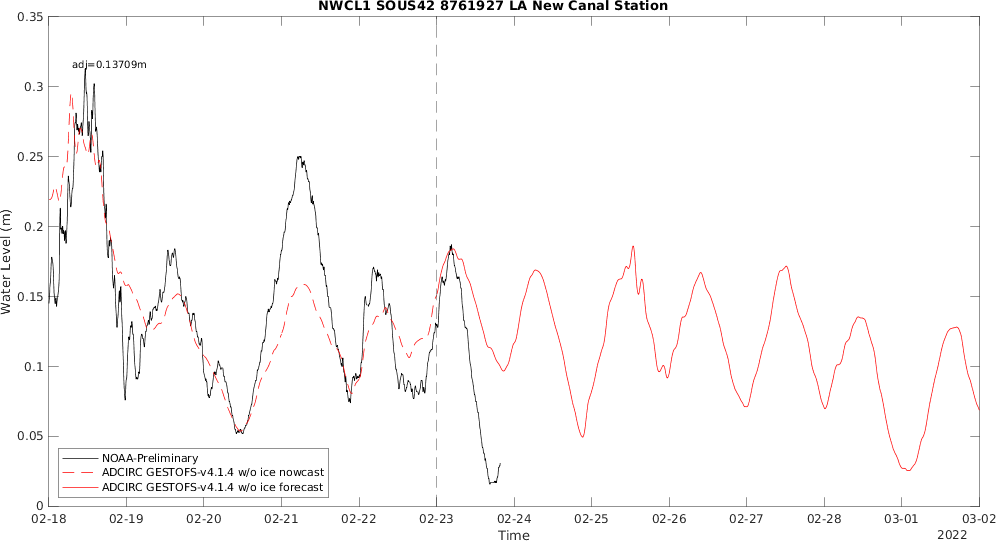 NWCL1 SOUS42 8761927 LA New Canal Station
adj=0.13709m
0.35
0.3
0.25
0.2
0.15
0.1
0.05
0
Water Level (m)
NOAA-Preliminary
ADCIRC GESTOFS-v4.1.4 w/o ice nowcast
ADCIRC GESTOFS-v4.1.4 w/o ice forecast
02-18 02-19 02-20 02-21 02-22 02-23 02-24 02-25 02-26 02-27 02-28 03-01 03-02
Time
2022